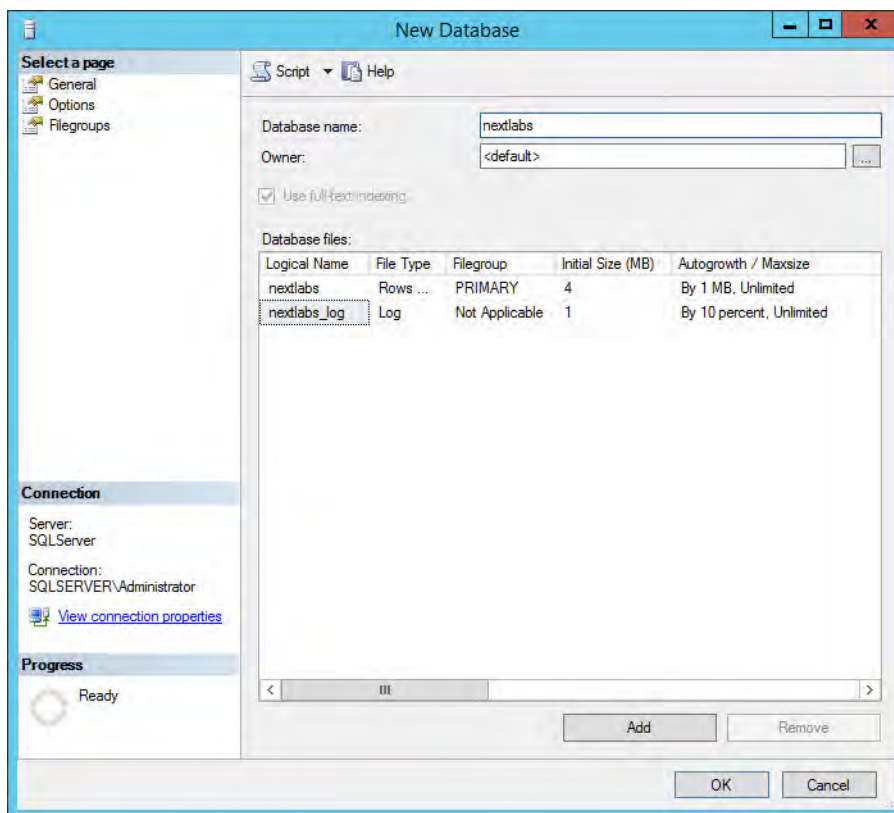 New Database
Select a page
General
Options
Filegroups
Script Help
Database name: nextlabs
Owner: <default> ...
Use full-text indexing
Database files:
Logical Name File Type Filegroup Initial Size (MB) Autogrowth / Maxsize
nextlabs Rows ... PRIMARY 4 By 1 MB, Unlimited
nextlabs_log Log Not Applicable 1 By 10 percent, Unlimited
Connection
Server:
SQLServer
Connection:
SQLSERVER\Administrator
View connection properties
Progress
Ready
Add Remove
OK Cancel